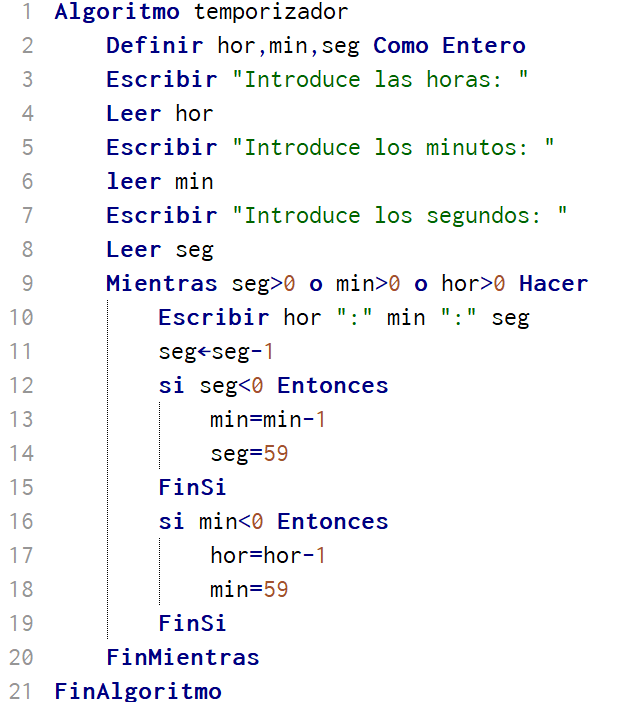 1 Algoritmo temporizador
2 Definir hor,min,seg Como Entero
3 Escribir "Introduce las horas: "
4 Leer hor
5 Escribir "Introduce los minutos: "
6 leer min
7 Escribir "Introduce los segundos: "
8 Leer seg
9 Mientras seg>0 o min>0 o hor>0 Hacer
10 Escribir hor ":" min ":" seg
11 seg←seg-1
12 si seg<0 Entonces
13 min=min-1
14 seg=59
15 FinSi
16 si min<0 Entonces
17 hor=hor-1
18 min=59
19 FinSi
20 FinMientras
21 FinAlgoritmo